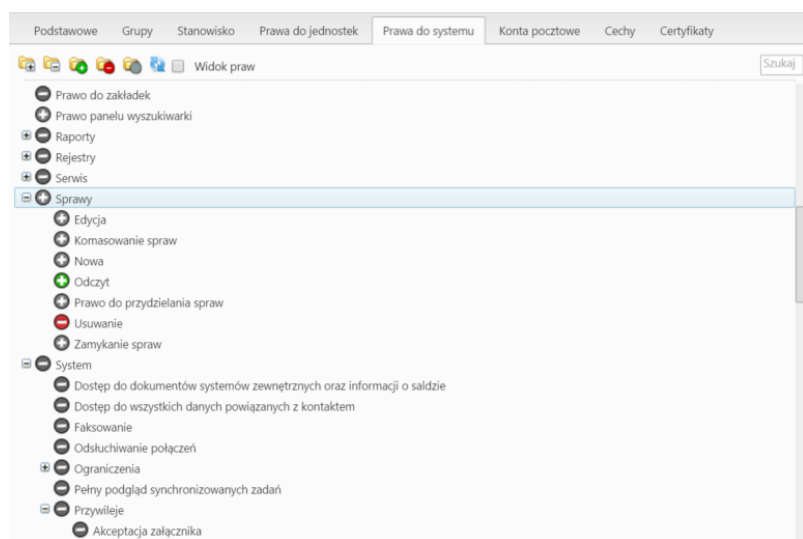 Podstawowe Grupy Stanowisko Prawa do jednostek Prawa do systemu Konta pocztowe Cechy Certyfikaty
Widok praw Szukaj
Prawo do zakładek
Prawo panelu wyszukiwarki
Raporty
Rejestry
Serwis
Sprawy
Edycja
Komasowanie spraw
Nowa
Odczyt
Prawo do przydzielania spraw
Usuwanie
Zamykanie spraw
System
Dostęp do dokumentów systemów zewnętrznych oraz informacji o saldzie
Dostęp do wszystkich danych powiązanych z kontaktem
Faksowanie
Odsłuchiwanie połączeń
Ograniczenia
Pełny podgląd synchronizowanych zadań
Przywileje
Akceptacja załącznika